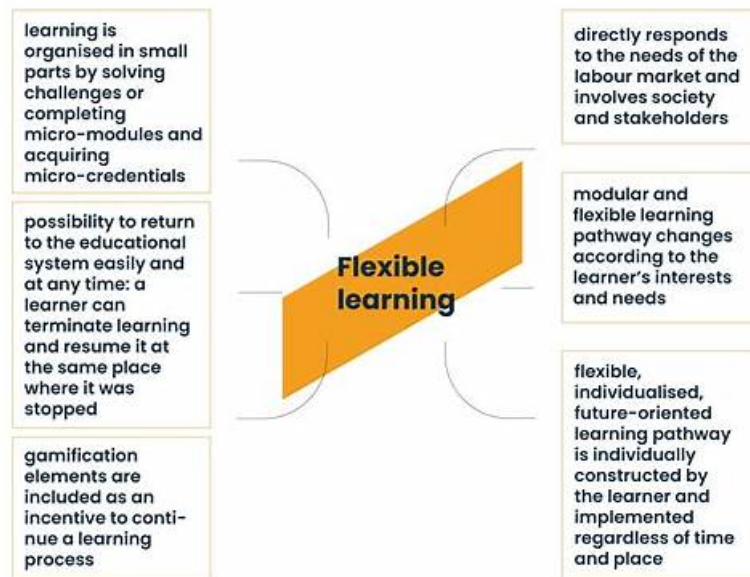 learning is
organised in small
parts by solving
challenges or
completing
micro-modules and
acquiring
micro-credentials
possibility to return
to the educational
system easily and
at any time: a
learner can
terminate learning
and resume it at
the same place
where it was
stopped
gamification
elements are
included as an
incentive to conti-
nue a learning
process
Flexible
learning
directly responds
to the needs of the
labour market and
involves society
and stakeholders
modular and
flexible learning
pathway changes
according to the
learner's interests
and needs
flexible,
individualised,
future-oriented
learning pathway
is individually
constructed by
the learner and
implemented
regardless of time
and place